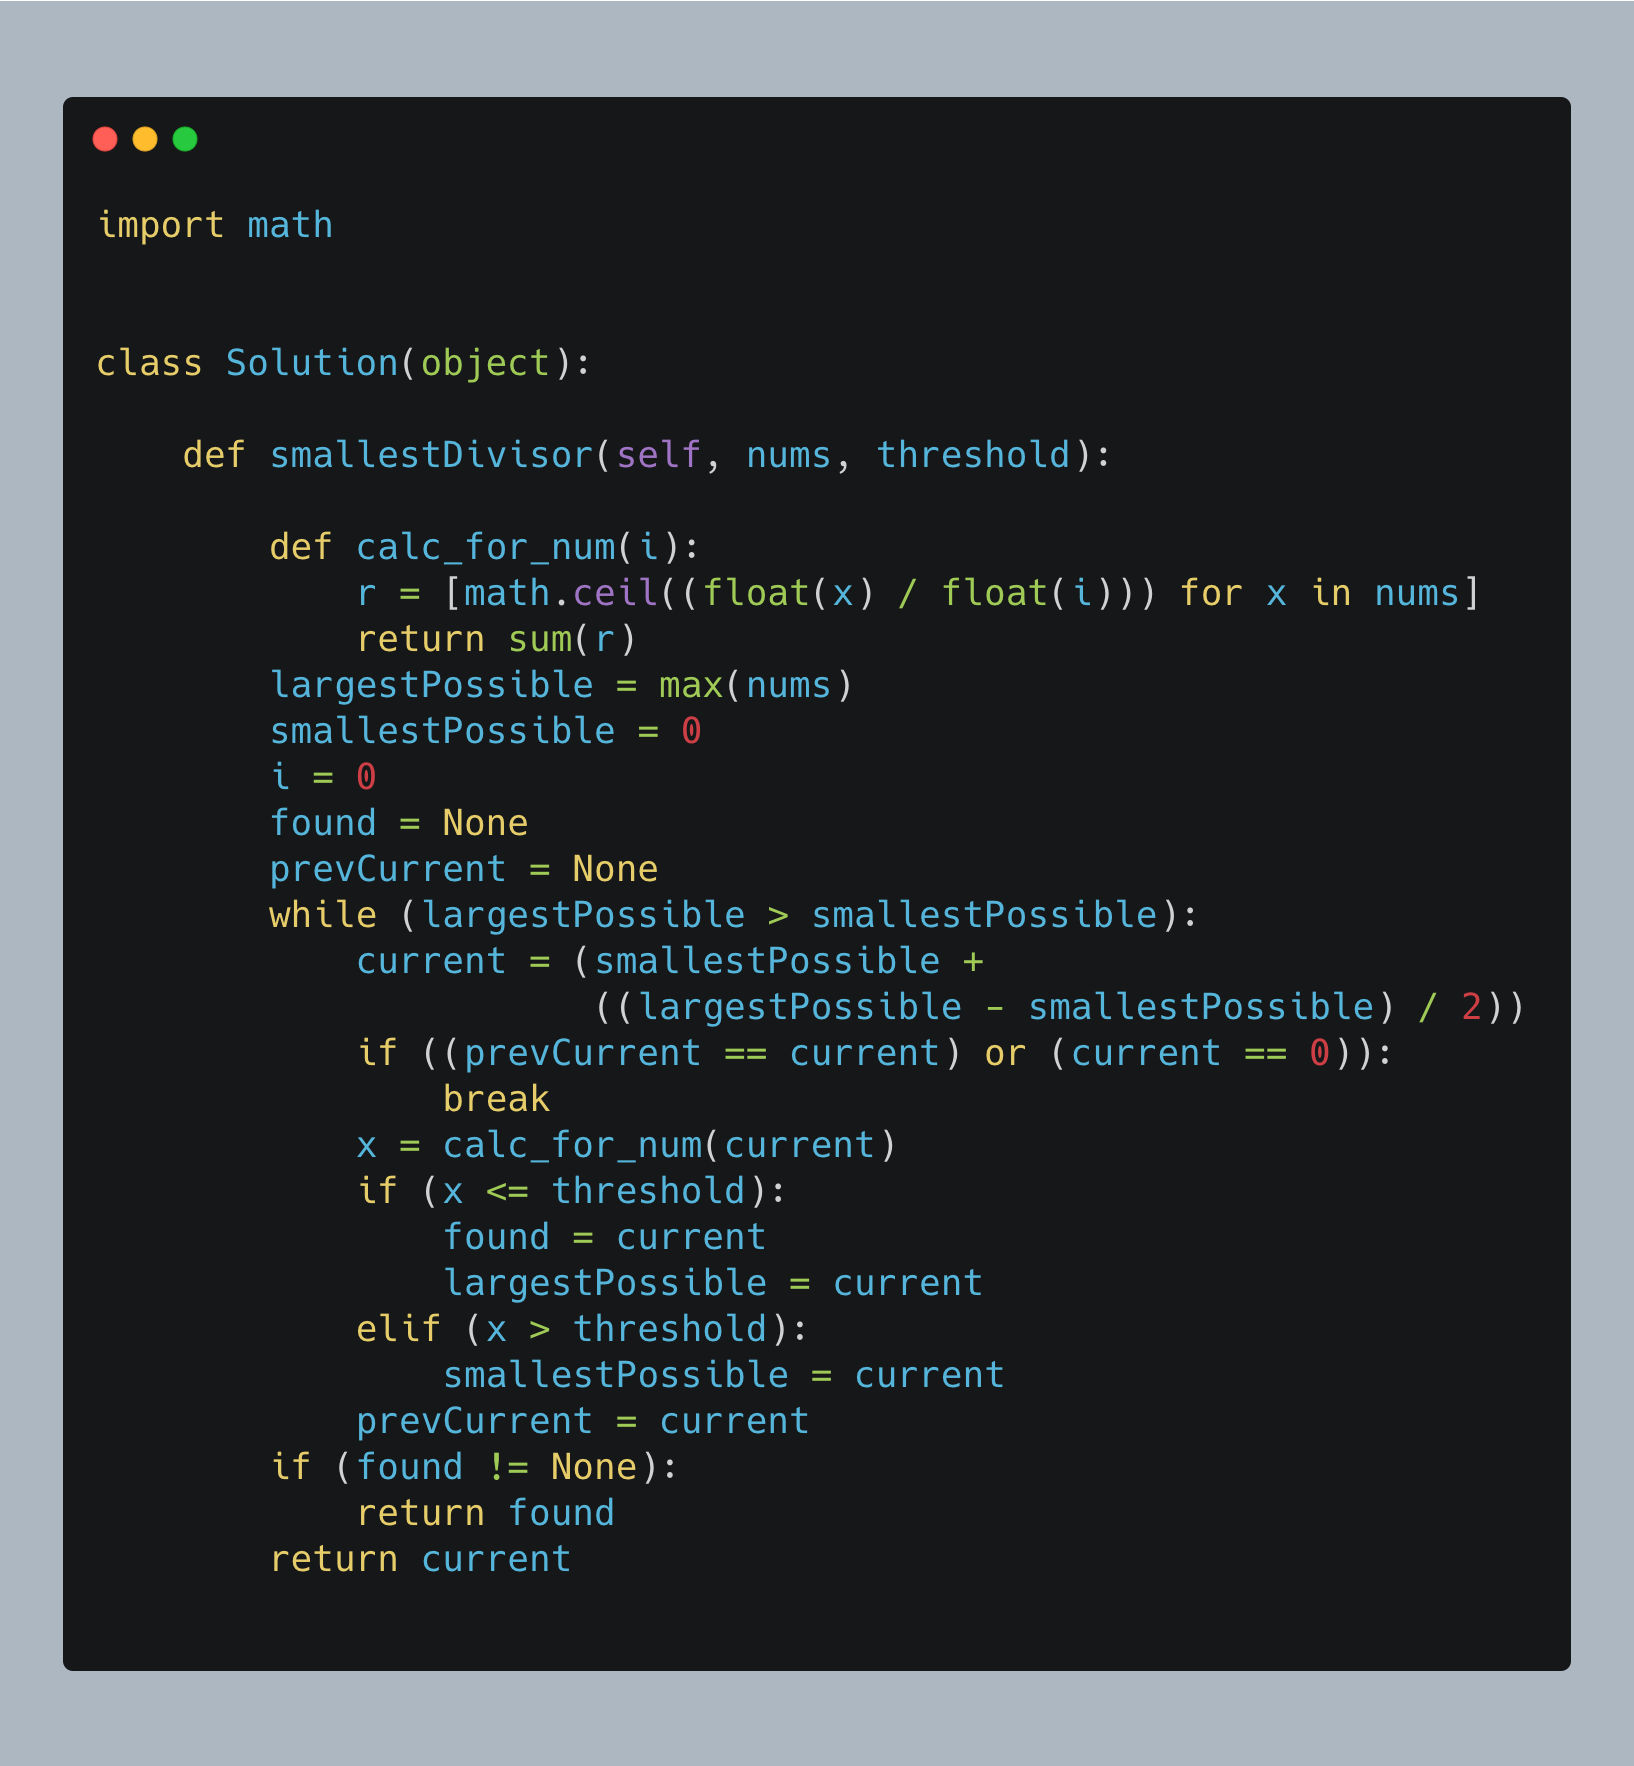 import math
class Solution(object):
    def smallestDivisor(self, nums, threshold):
        def calc_for_num(i):
            r = [math.ceil((float(x) / float(i))) for x in nums]
            return sum(r)
        largestPossible = max(nums)
        smallestPossible = 0
        i = 0
        found = None
        prevCurrent = None
        while (largestPossible > smallestPossible):
            current = (smallestPossible +
                       ((largestPossible - smallestPossible) / 2))
            if ((prevCurrent == current) or (current == 0)):
                break
            x = calc_for_num(current)
            if (x <= threshold):
                found = current
                largestPossible = current
            elif (x > threshold):
                smallestPossible = current
            prevCurrent = current
        if (found != None):
            return found
        return current